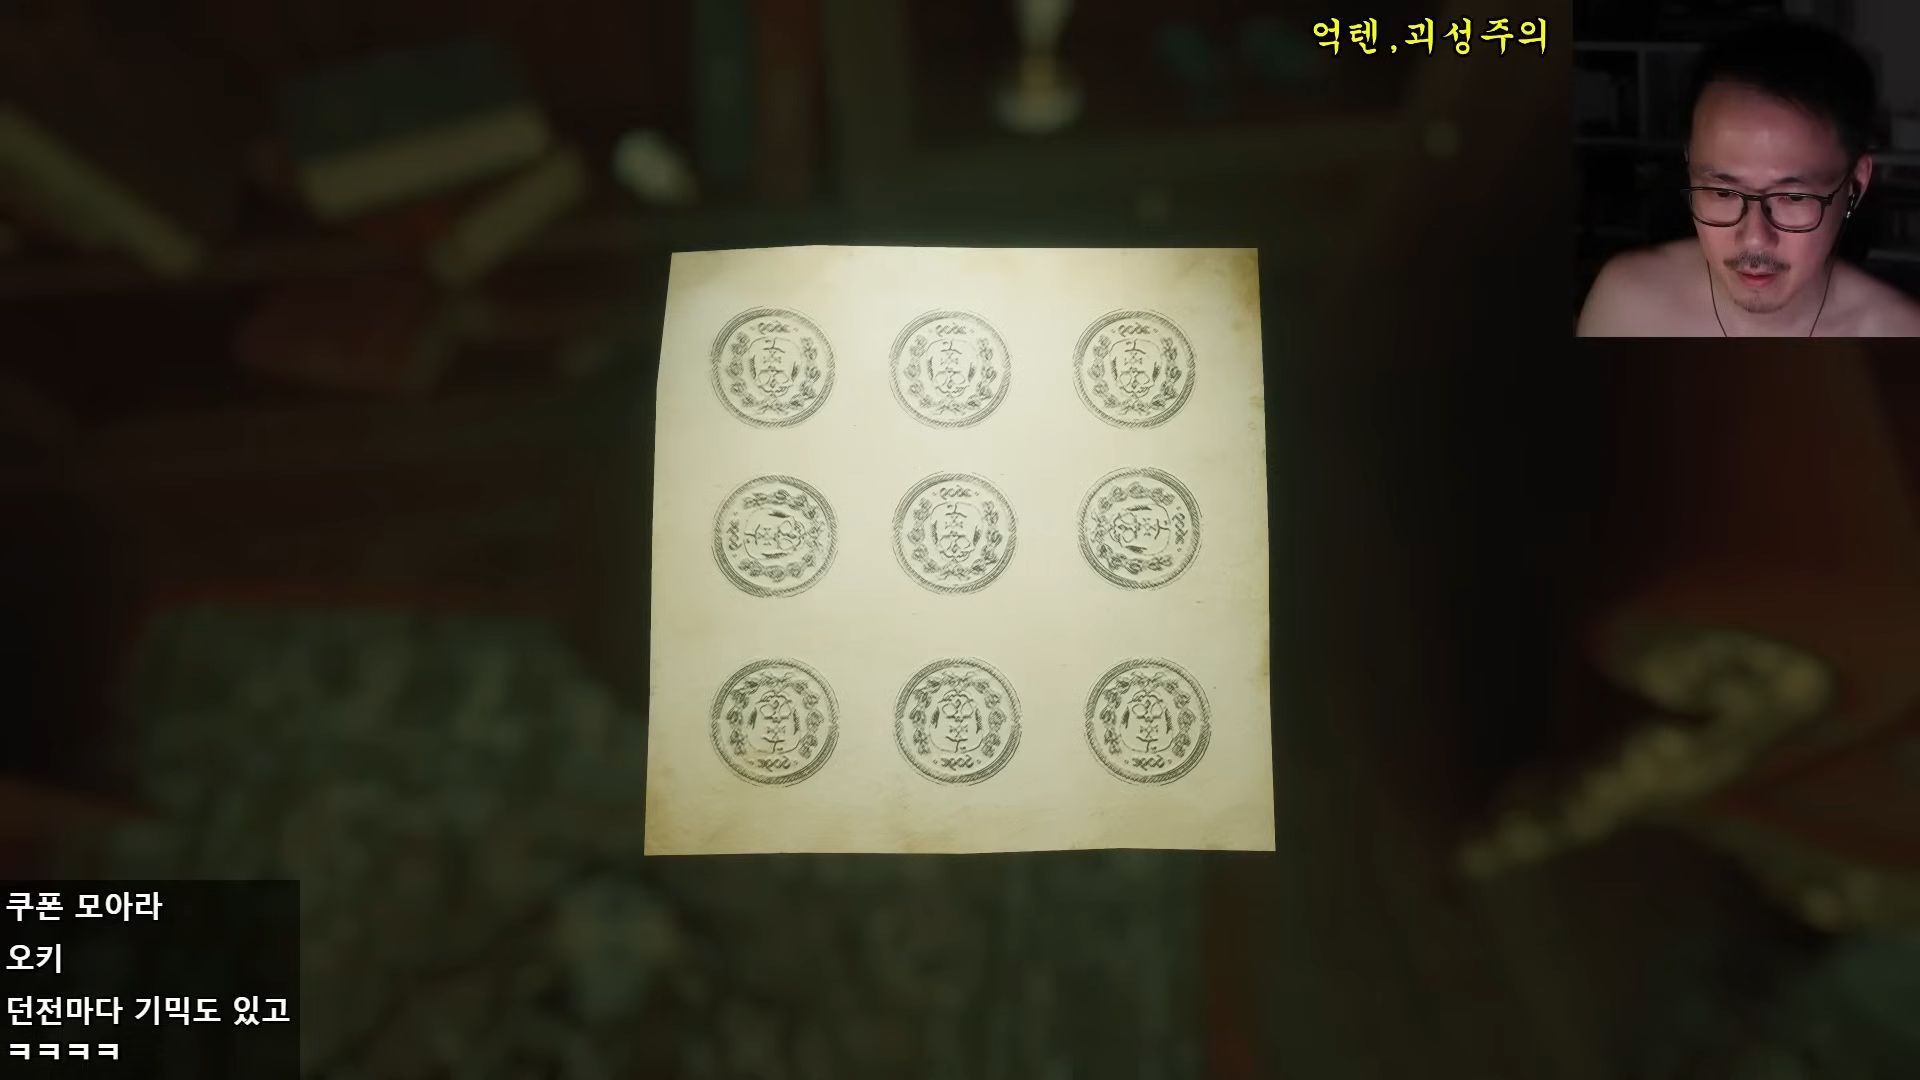 억텐,괴성주의
쿠폰 모아라
오키
던전마다 기믹도 있고
ㅋㅋㅋㅋ